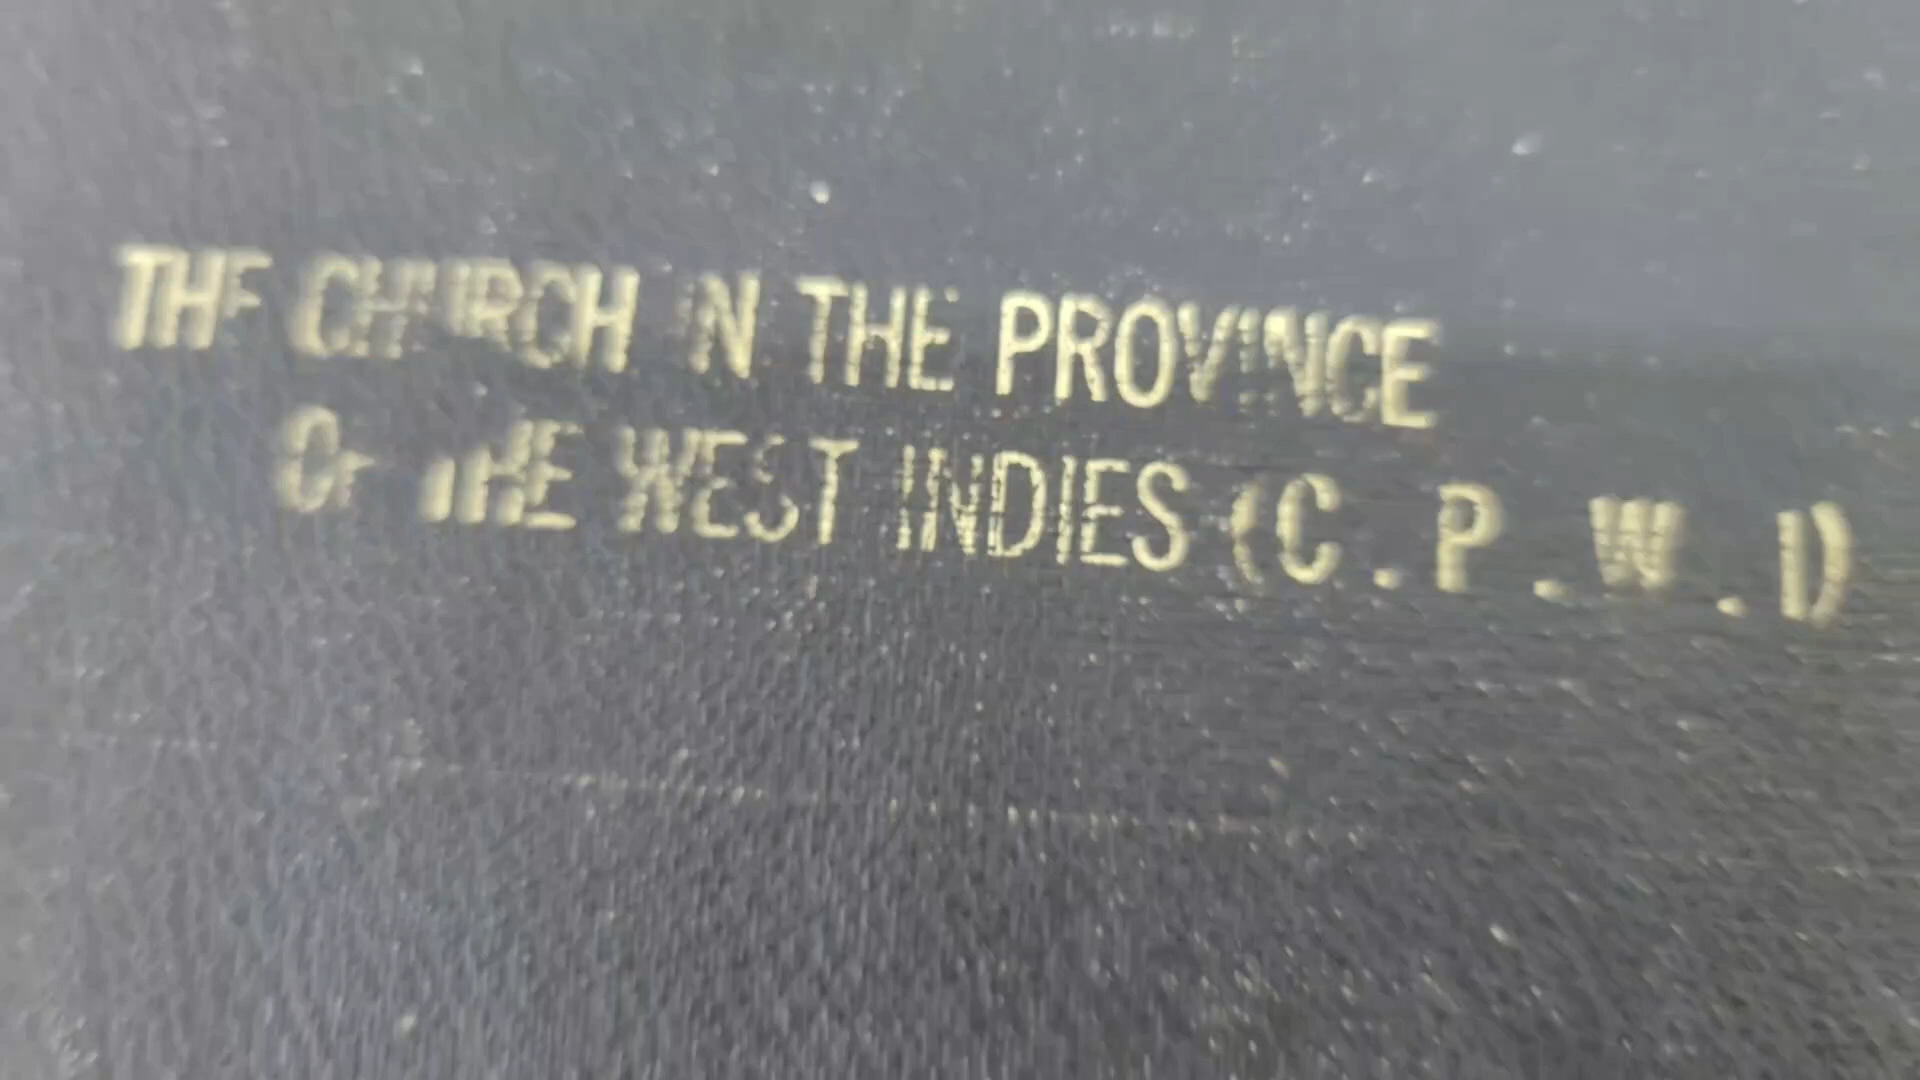 THE CHURCH IN THE PROVINCE
OF THE WEST INDIES (C.P.W.I)